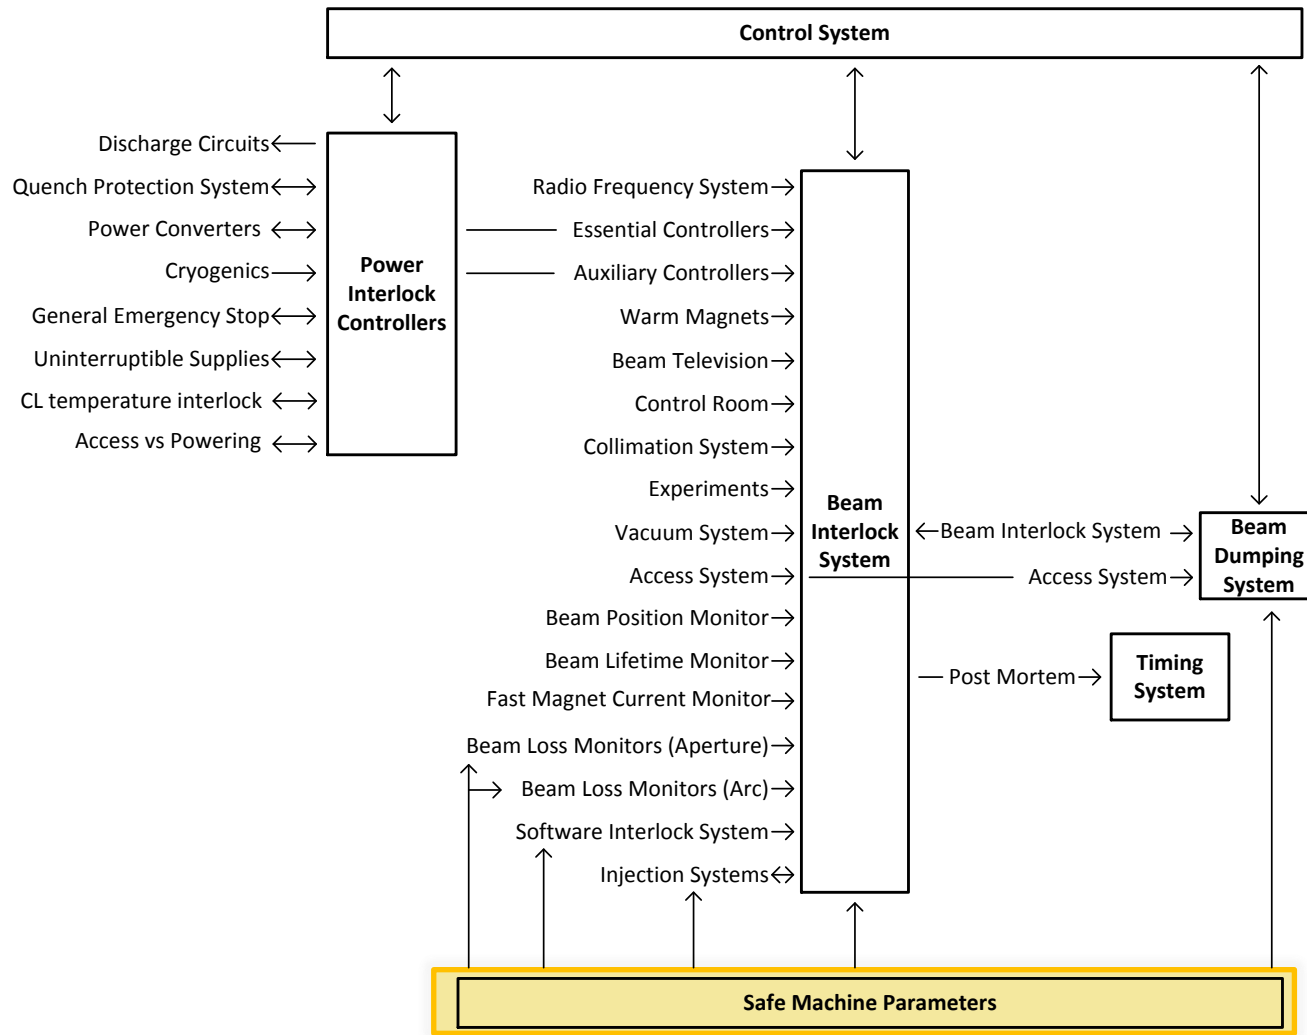 Control System
Discharge Circuits
Quench Protection System
Power Converters
Cryogenics
General Emergency Stop
Uninterruptible Supplies
CL temperature interlock
Access vs Powering
Power
Interlock
Controllers
Radio Frequency System
Essential Controllers
Auxiliary Controllers
Warm Magnets
Beam Television
Control Room
Collimation System
Experiments
Vacuum System
Access System
Beam Position Monitor
Beam Lifetime Monitor
Fast Magnet Current Monitor
Beam Loss Monitors (Aperture)
Beam Loss Monitors (Arc)
Software Interlock System
Injection Systems
Beam
Interlock
System
Beam Interlock System
Access System
Post Mortem
Beam
Dumping
System
Timing
System
Safe Machine Parameters